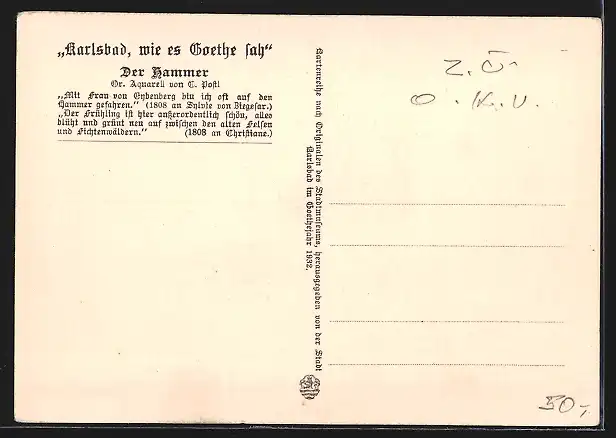 „Karlsbad, wie es Goethe sah“
Der Hammer
Or. Aquarell von C. Postl
„Mit Frau von Eybenberg bin ich oft auf den
Hammer gefahren.“ (1808 an Sylvie von Ziegesar.)
„Der Frühling ist hier außerordentlich schön, alles
blüht und grünt neu auf zwischen den alten Felsen
und Fichtenwäldern.“ (1808 an Christiane.)
Kartenreihe nach Originalen des Stadtmuseums, herausgegeben von der Stadt
Karlsbad im Goethejahr 1932.
O.K.V.
50,-